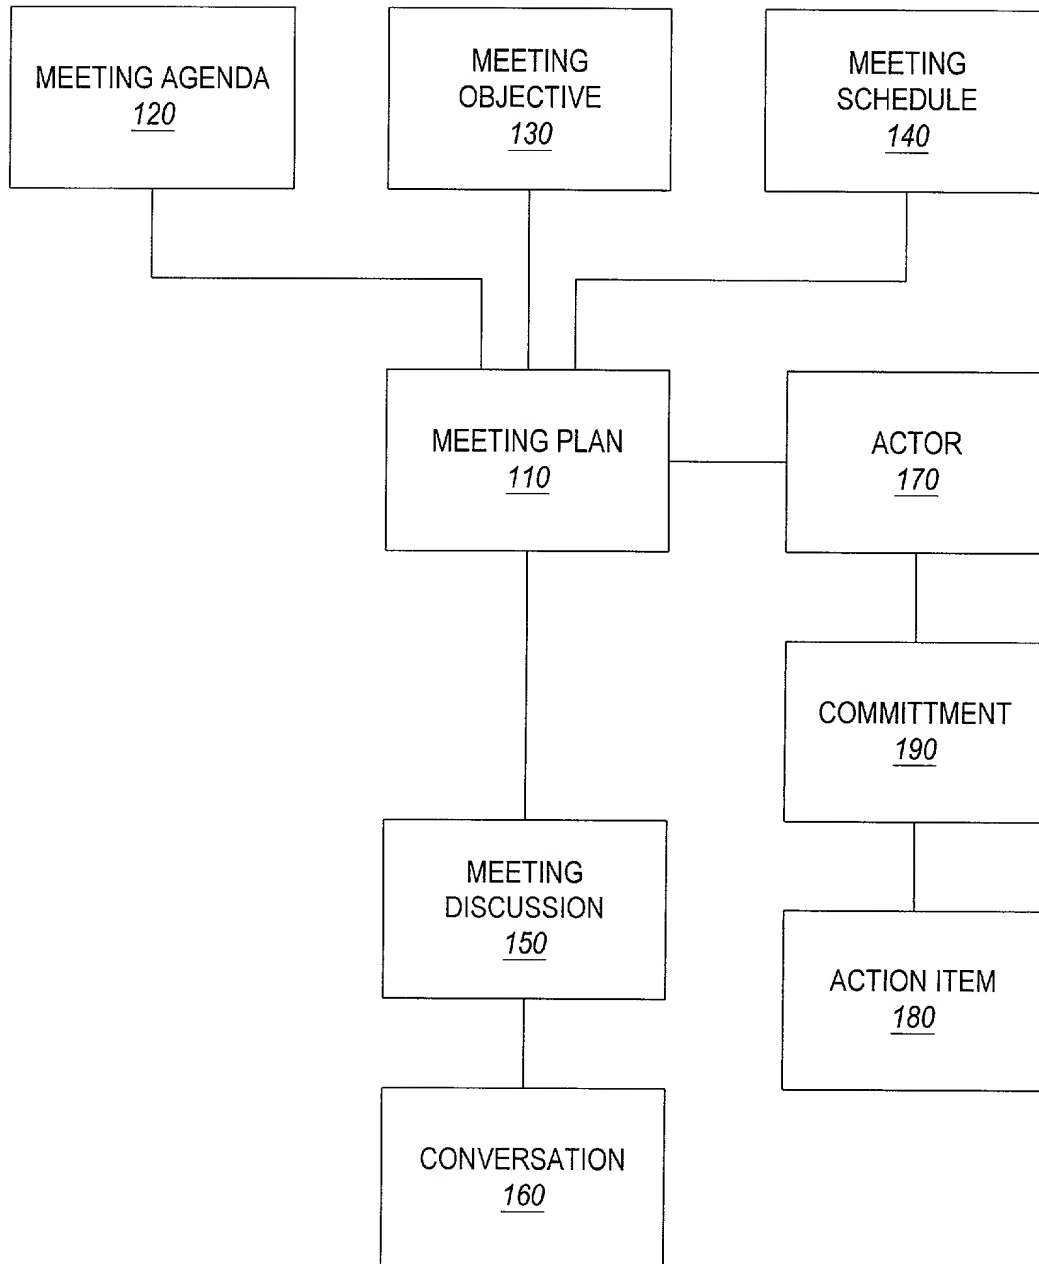 MEETING AGENDA
120
MEETING
OBJECTIVE
130
MEETING
SCHEDULE
140
MEETING PLAN
110
ACTOR
170
COMMITTMENT
190
MEETING
DISCUSSION
150
ACTION ITEM
180
CONVERSATION
160